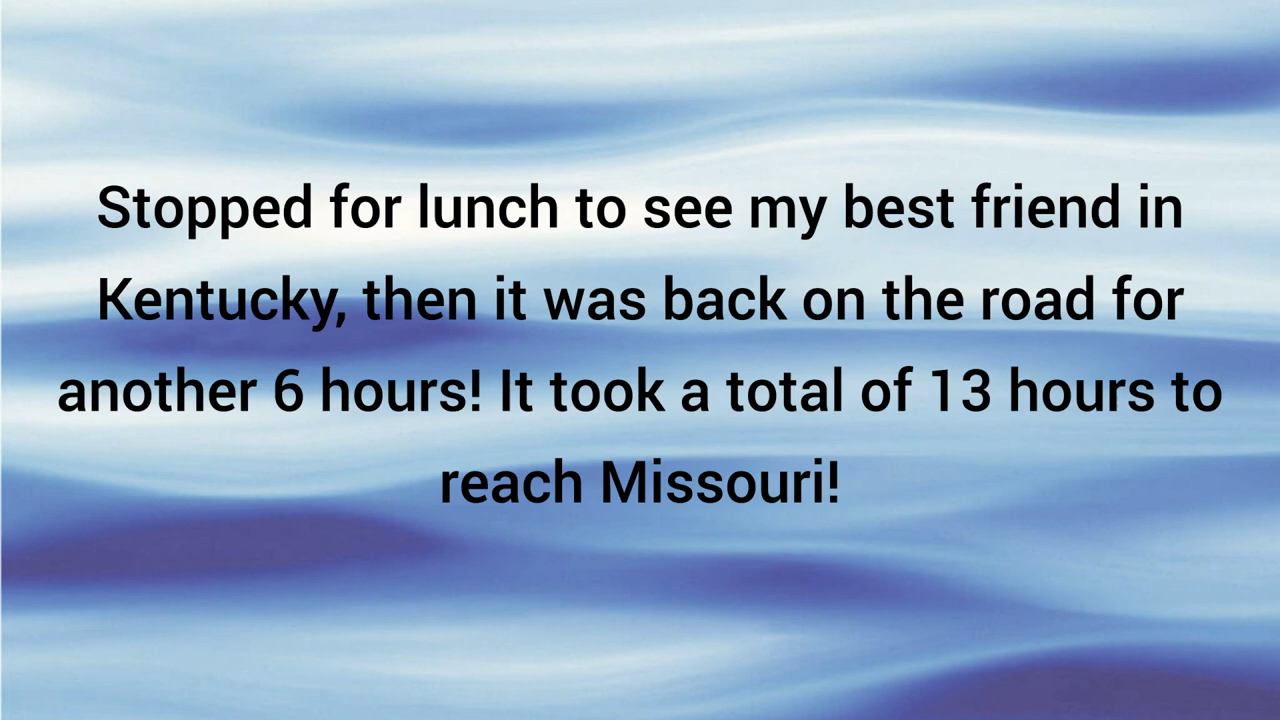 Stopped for lunch to see my best friend in
Kentucky, then it was back on the road for
another 6 hours! It took a total of 13 hours to
reach Missouri!